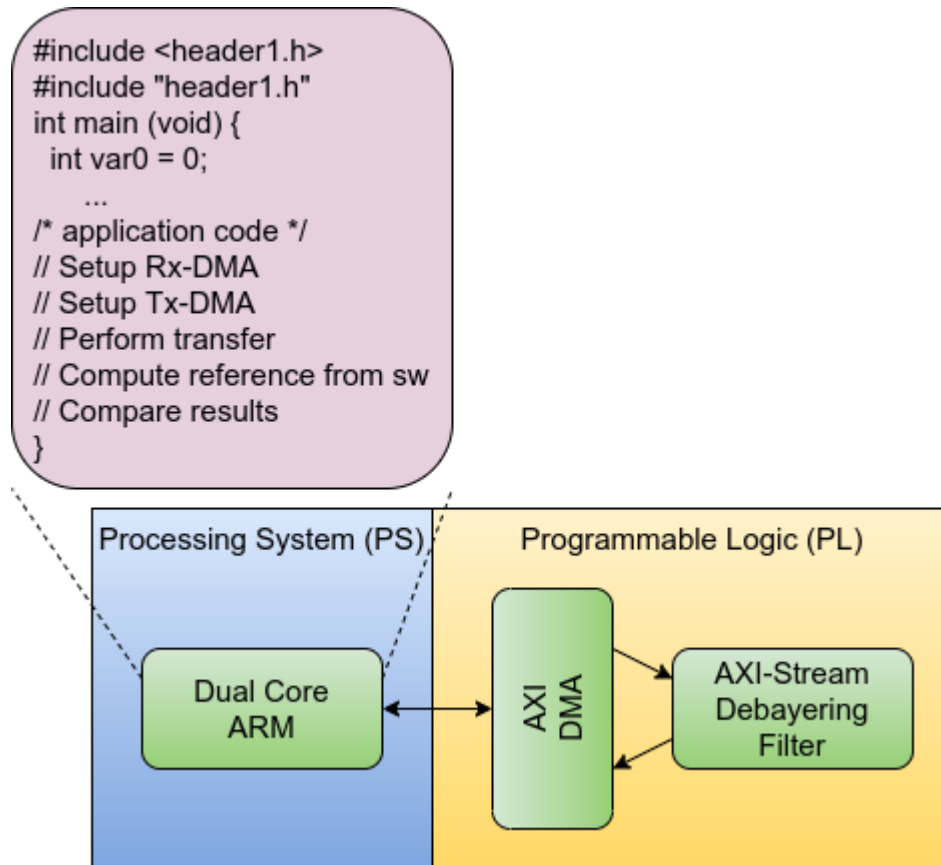 #include <header1.h>
#include "header1.h"
int main (void) {
int var0 = 0;
...
/* application code */
// Setup Rx-DMA
// Setup Tx-DMA
// Perform transfer
// Compute reference from sw
// Compare results
}
Processing System (PS)
Programmable Logic (PL)
Dual Core
ARM
AXI
DMA
AXI-Stream
Debayering
Filter